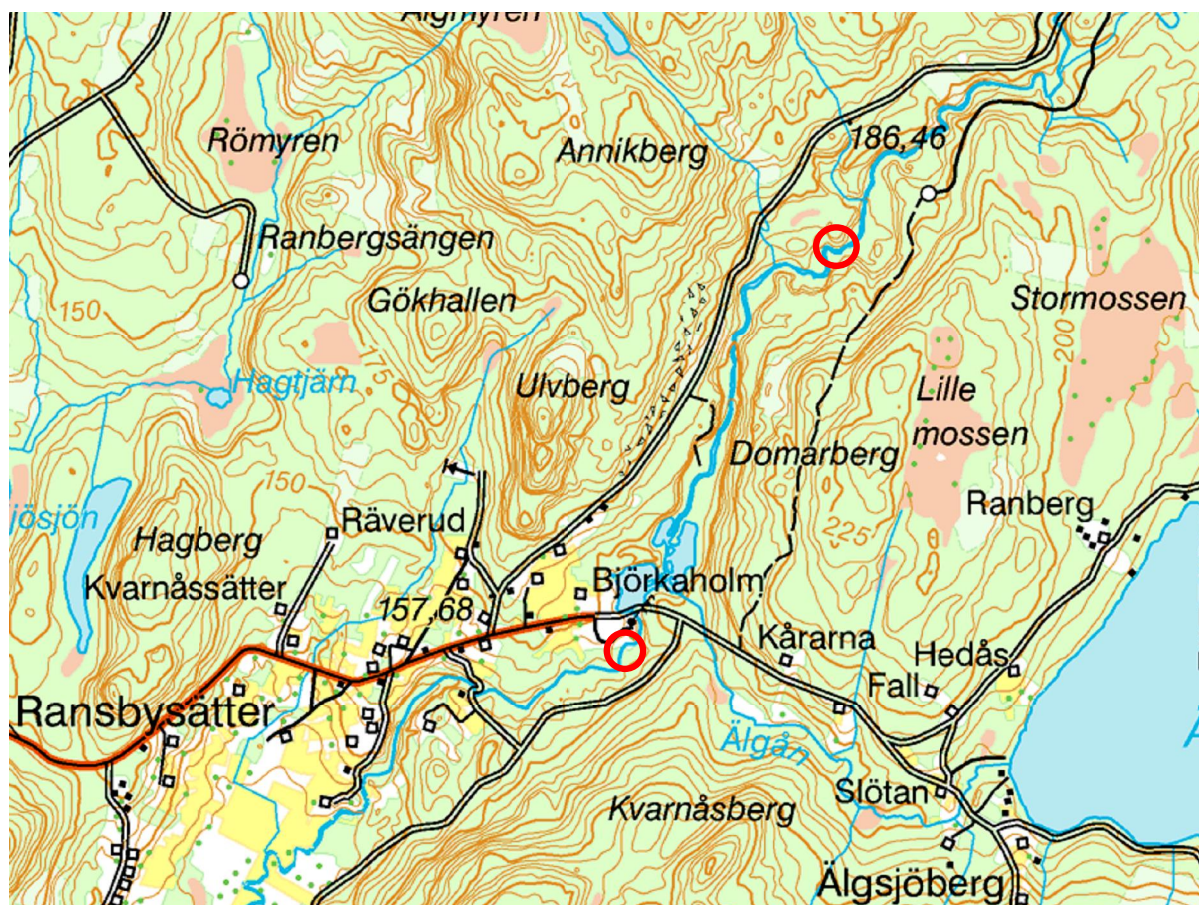 Älgmyren
Römyren
Annikberg
186,46
Ranbergsängen
Gökhallen
Stormossen
150
200
175
Hagtjärn
Ulvberg
Lille
mossen
Domarberg
150
jösjön
Ranberg
Räverud
Hagberg
225
Kvarnåssätter
Björkaholm
157,68
Kårarna
Hedås
Fall
Ransbysätter
Älgån
Slötan
Kvarnåsberg
Älgsjöberg